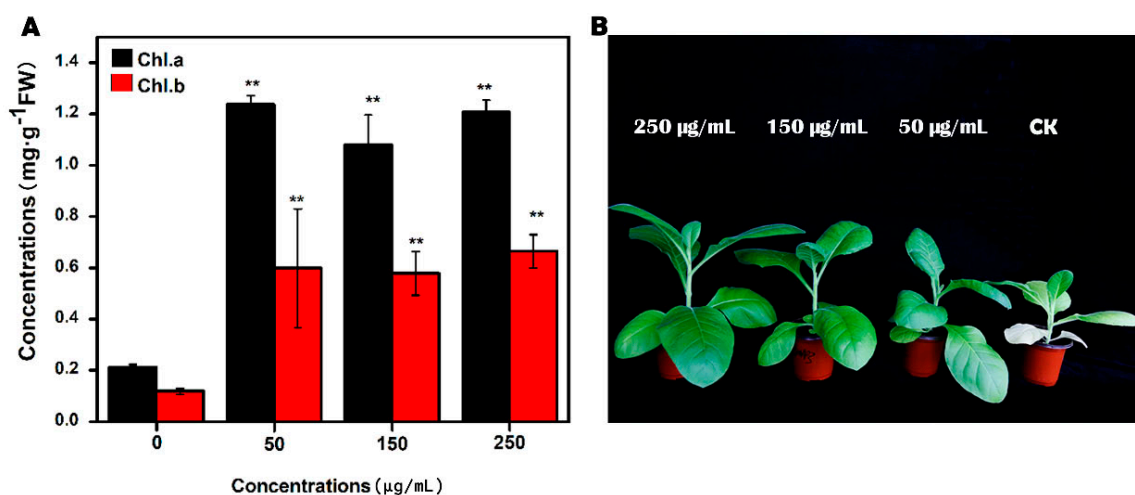 A
Concentrations (mg·g⁻¹FW)
1.4
1.2
1.0
0.8
0.6
0.4
0.2
0.0
Chl.a
Chl.b
**
**
**
**
**
**
0
50
150
250
Concentrations (μg/mL)
B
250 μg/mL
150 μg/mL
50 μg/mL
CK